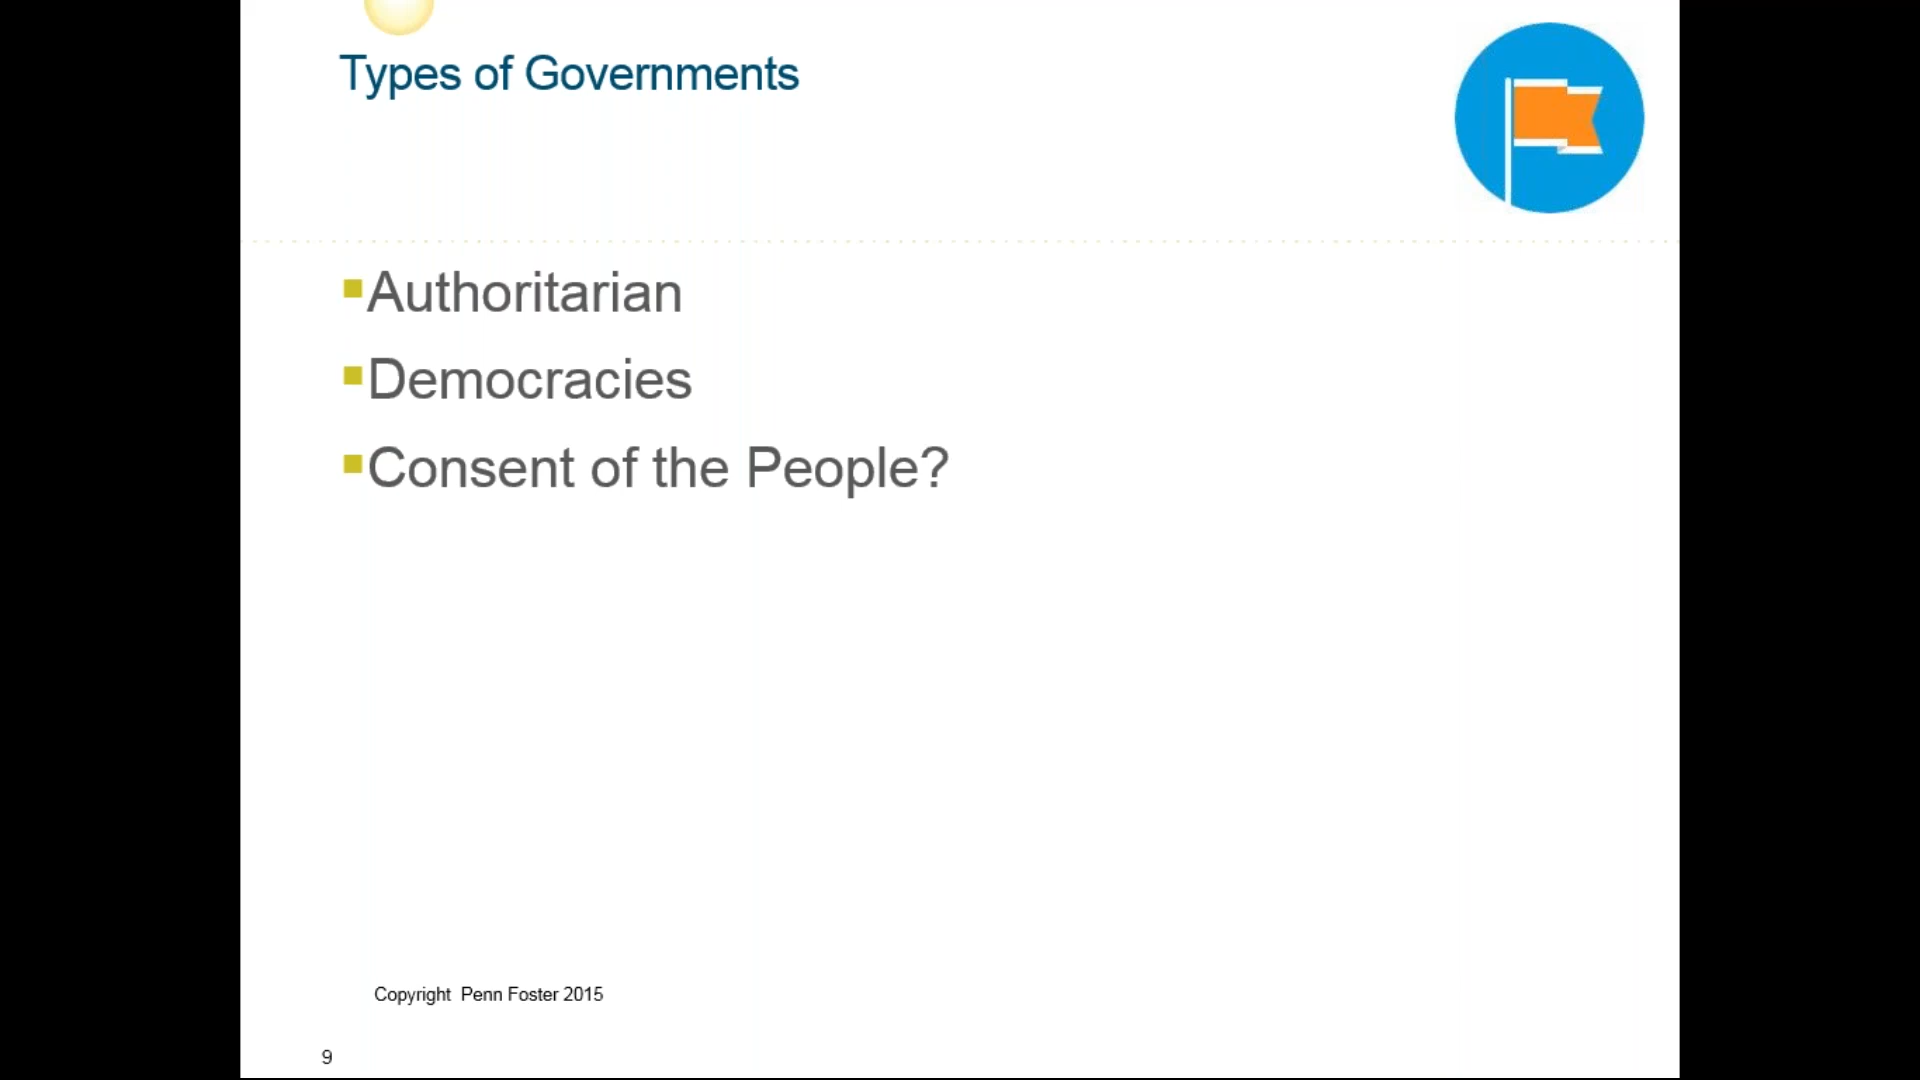 Types of Governments
Authoritarian
Democracies
Consent of the People?
Copyright Penn Foster 2015
9